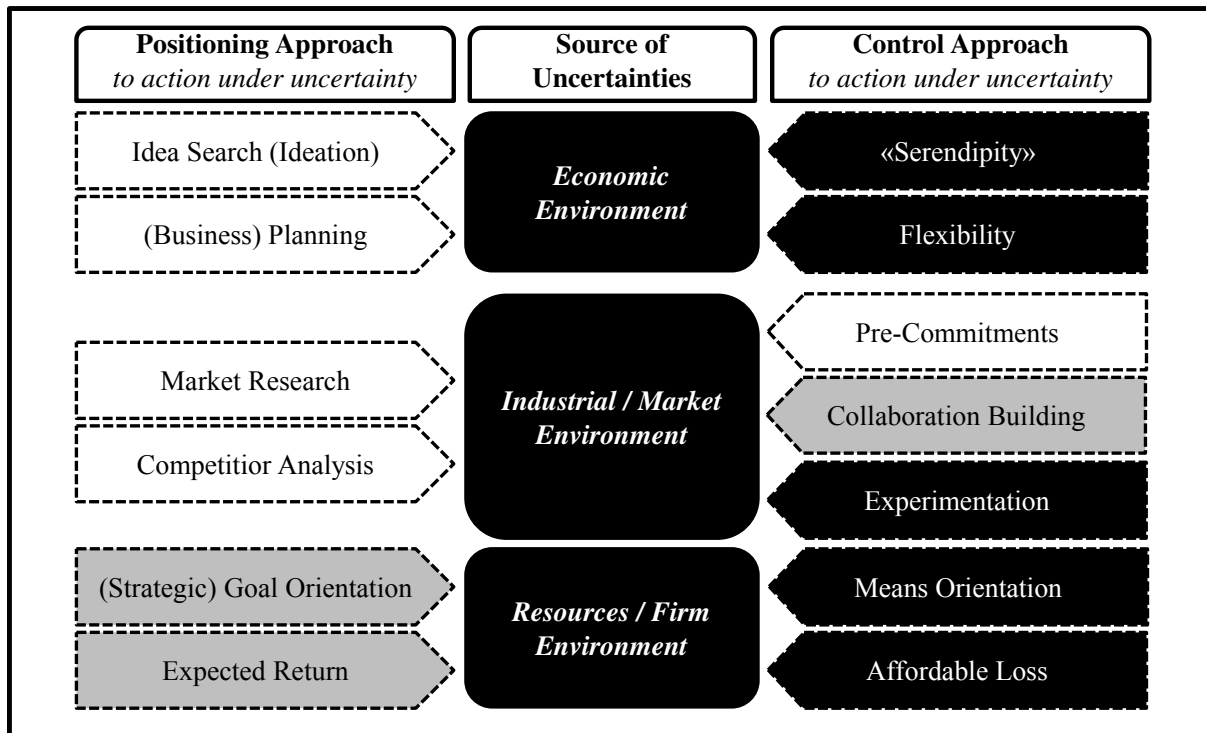 Positioning Approach
to action under uncertainty
Source of
Uncertainties
Control Approach
to action under uncertainty
Idea Search (Ideation)
(Business) Planning
Economic
Environment
«Serendipity»
Flexibility
Market Research
Competitior Analysis
Industrial / Market
Environment
Pre-Commitments
Collaboration Building
Experimentation
(Strategic) Goal Orientation
Expected Return
Resources / Firm
Environment
Means Orientation
Affordable Loss